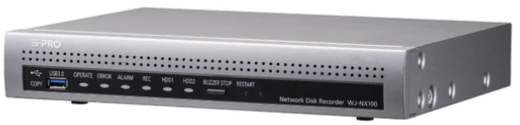 i-PRO
USB3.0 OPERATE ERROR ALARM REC HDD1 HDD2 BUZZER STOP RESTART
COPY
Network Disk Recorder WJ-NX100